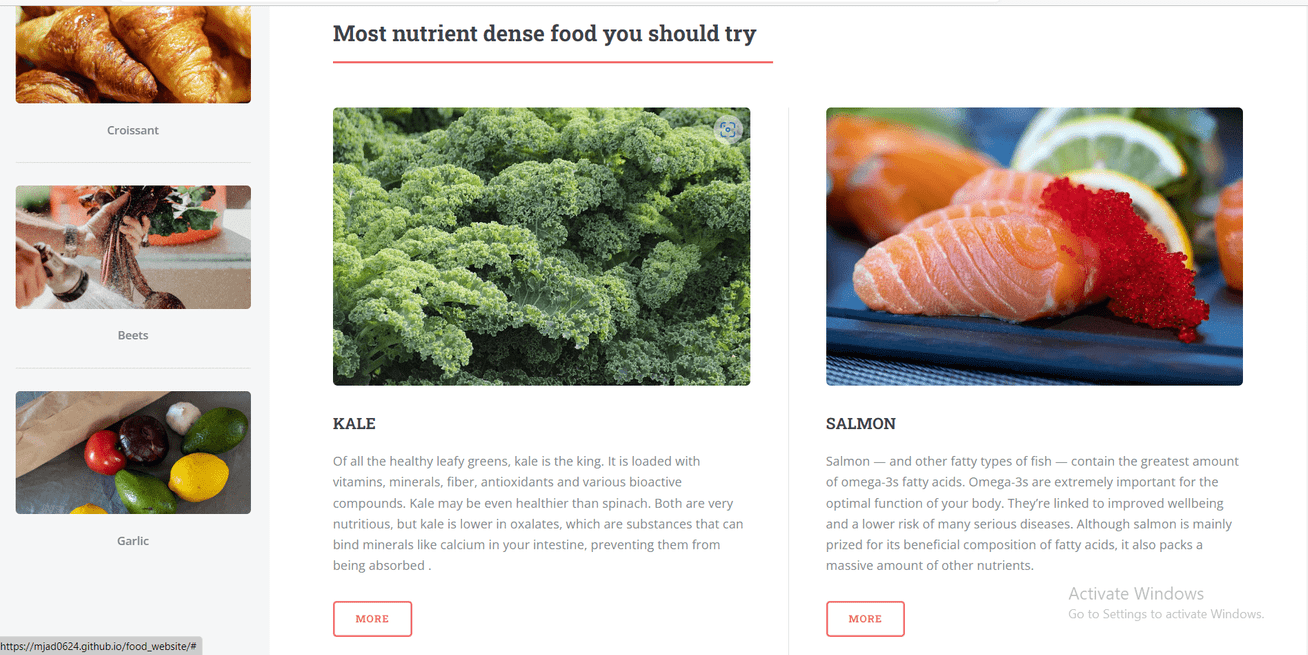 Most nutrient dense food you should try
Croissant
Beets
Garlic
KALE
Of all the healthy leafy greens, kale is the king. It is loaded with
vitamins, minerals, fiber, antioxidants and various bioactive
compounds. Kale may be even healthier than spinach. Both are very
nutritious, but kale is lower in oxalates, which are substances that can
bind minerals like calcium in your intestine, preventing them from
being absorbed .
MORE
SALMON
Salmon — and other fatty types of fish — contain the greatest amount
of omega-3s fatty acids. Omega-3s are extremely important for the
optimal function of your body. They’re linked to improved wellbeing
and a lower risk of many serious diseases. Although salmon is mainly
prized for its beneficial composition of fatty acids, it also packs a
massive amount of other nutrients.
MORE
Activate Windows
Go to Settings to activate Windows.
https://mjad0624.github.io/food_website/#